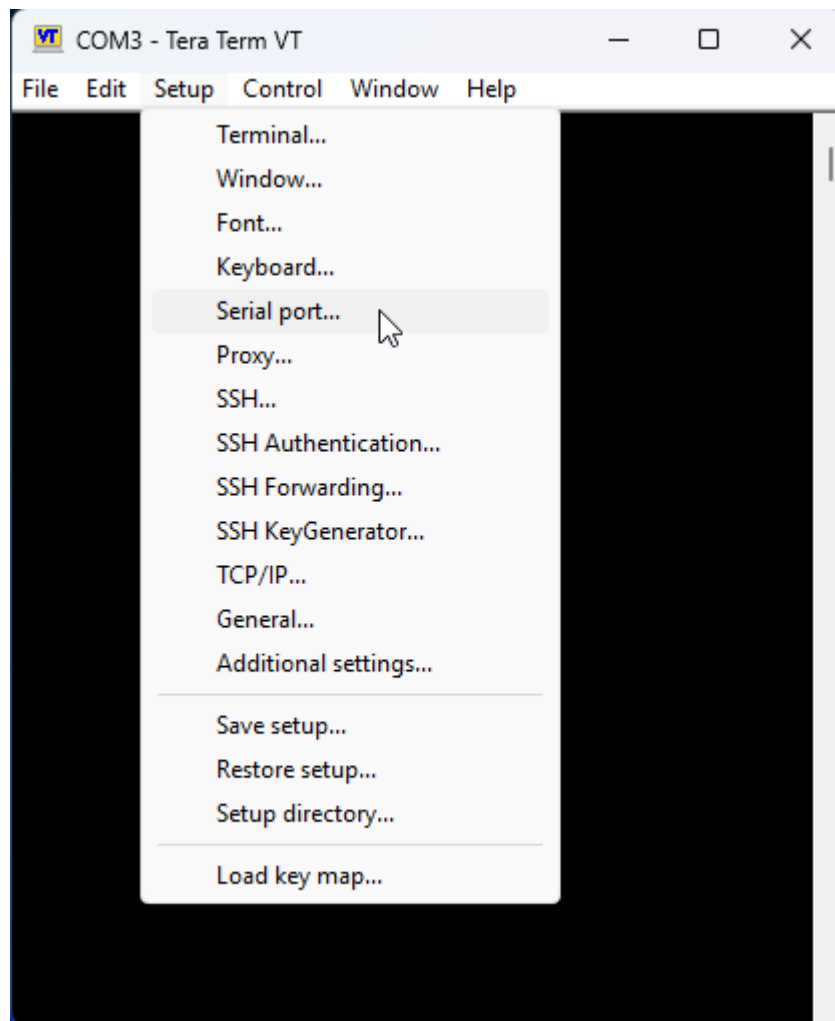 VT COM3 - Tera Term VT
File Edit Setup Control Window Help
Terminal...
Window...
Font...
Keyboard...
Serial port...
Proxy...
SSH...
SSH Authentication...
SSH Forwarding...
SSH KeyGenerator...
TCP/IP...
General...
Additional settings...
Save setup...
Restore setup...
Setup directory...
Load key map...